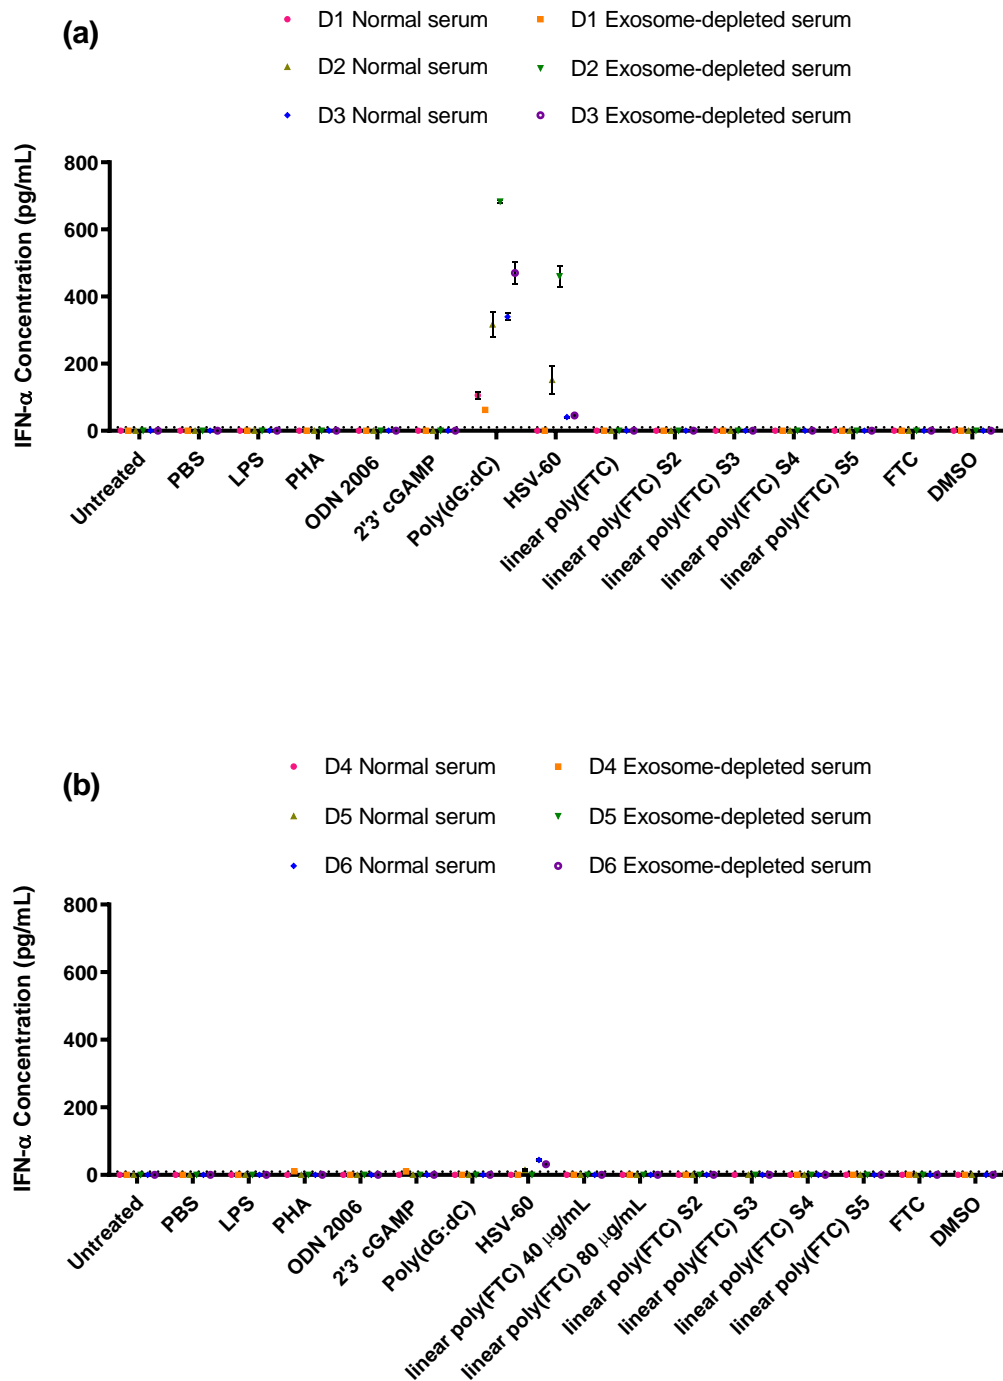 (a)
D1 Normal serum D1 Exosome-depleted serum
D2 Normal serum D2 Exosome-depleted serum
D3 Normal serum D3 Exosome-depleted serum
IFN-α Concentration (pg/mL)
800
600
400
200
0
Untreated
PBS
LPS
PHA
ODN 2006
2'3' cGAMP
Poly(dG:dC)
HSV-60
linear poly(FTC)
linear poly(FTC) S2
linear poly(FTC) S3
linear poly(FTC) S4
linear poly(FTC) S5
FTC
DMSO
(b)
D4 Normal serum D4 Exosome-depleted serum
D5 Normal serum D5 Exosome-depleted serum
D6 Normal serum D6 Exosome-depleted serum
IFN-α Concentration (pg/mL)
800
600
400
200
0
Untreated
PBS
LPS
PHA
ODN 2006
2'3' cGAMP
Poly(dG:dC)
HSV-60
linear poly(FTC) 40 μg/mL
linear poly(FTC) 80 μg/mL
linear poly(FTC) S2
linear poly(FTC) S3
linear poly(FTC) S4
linear poly(FTC) S5
FTC
DMSO